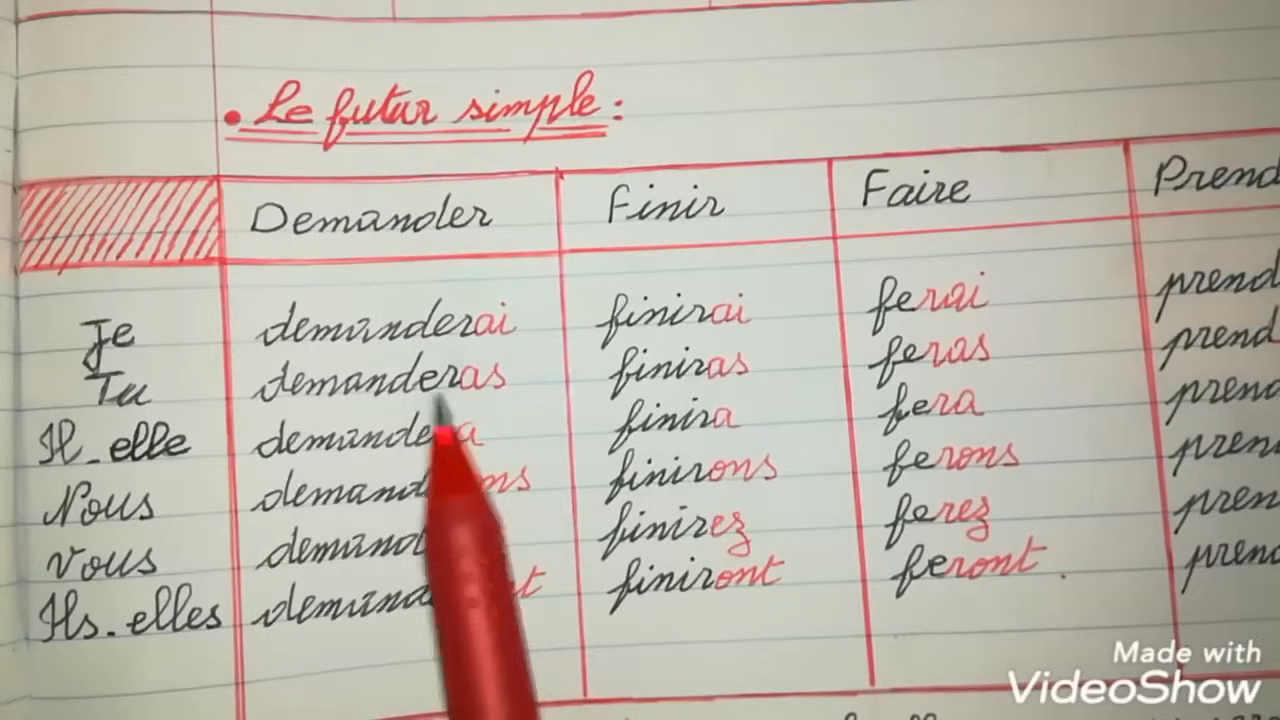 . Le futur simple :
Demander Finir Faire
Je demanderai finirai ferai
Tu demanderas finiras feras
Il_elle finira fera
Nous finirons ferons
Vous finirez ferez
Ils_elles finiront feront .
Made with
VideoShow